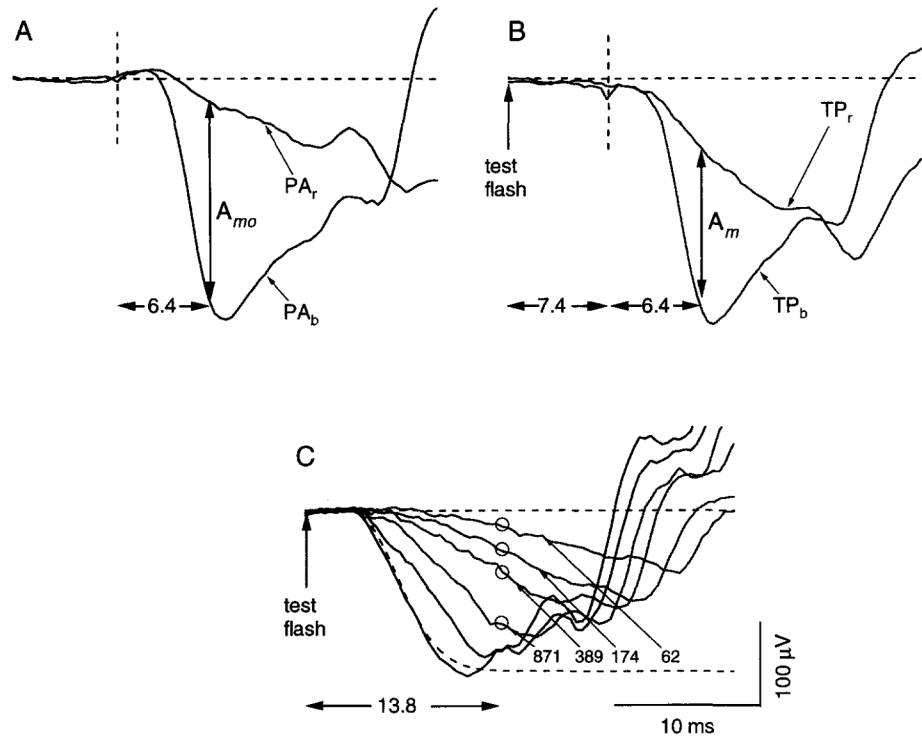 A
PA_r
A_mo
6.4
PA_b
B
test
flash
TP_r
A_m
7.4
6.4
TP_b
C
test
flash
871
389
174
62
13.8
100 μV
10 ms